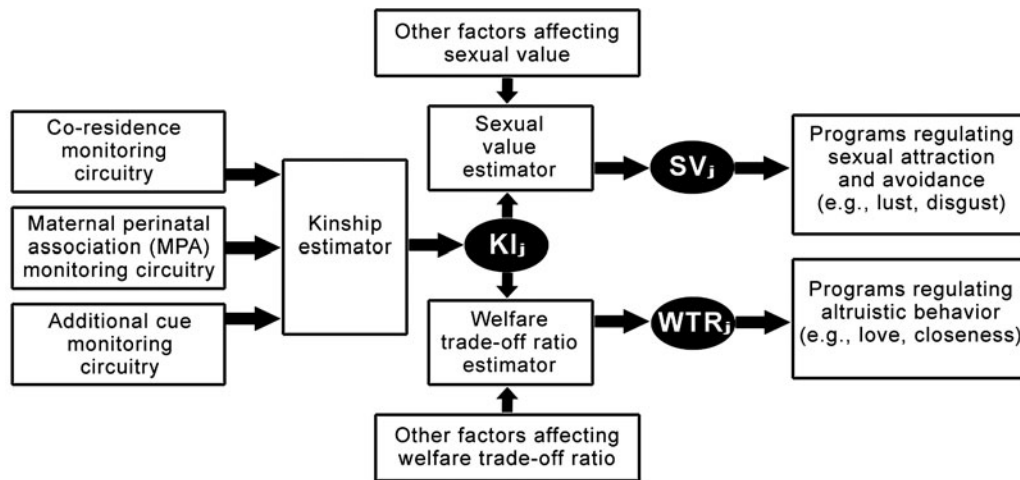 Other factors affecting
sexual value
Co-residence
monitoring
circuitry
Maternal perinatal
association (MPA)
monitoring circuitry
Additional cue
monitoring
circuitry
Kinship
estimator
Sexual
value
estimator
KIⱼ
Welfare
trade-off ratio
estimator
Other factors affecting
welfare trade-off ratio
SVⱼ
WTRⱼ
Programs regulating
sexual attraction
and avoidance
(e.g., lust, disgust)
Programs regulating
altruistic behavior
(e.g., love, closeness)